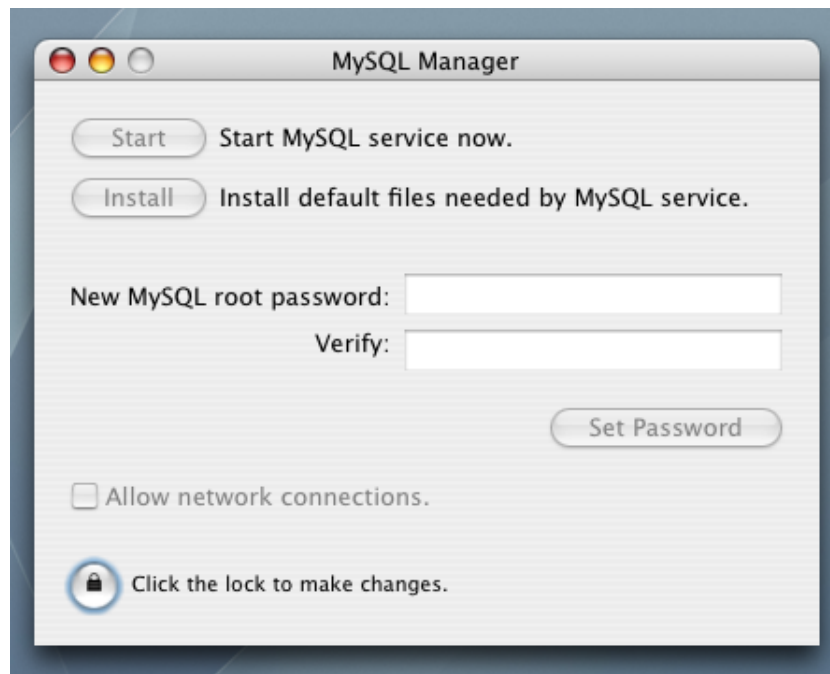 MySQL Manager
Start Start MySQL service now.
Install Install default files needed by MySQL service.
New MySQL root password:
Verify:
Set Password
Allow network connections.
Click the lock to make changes.